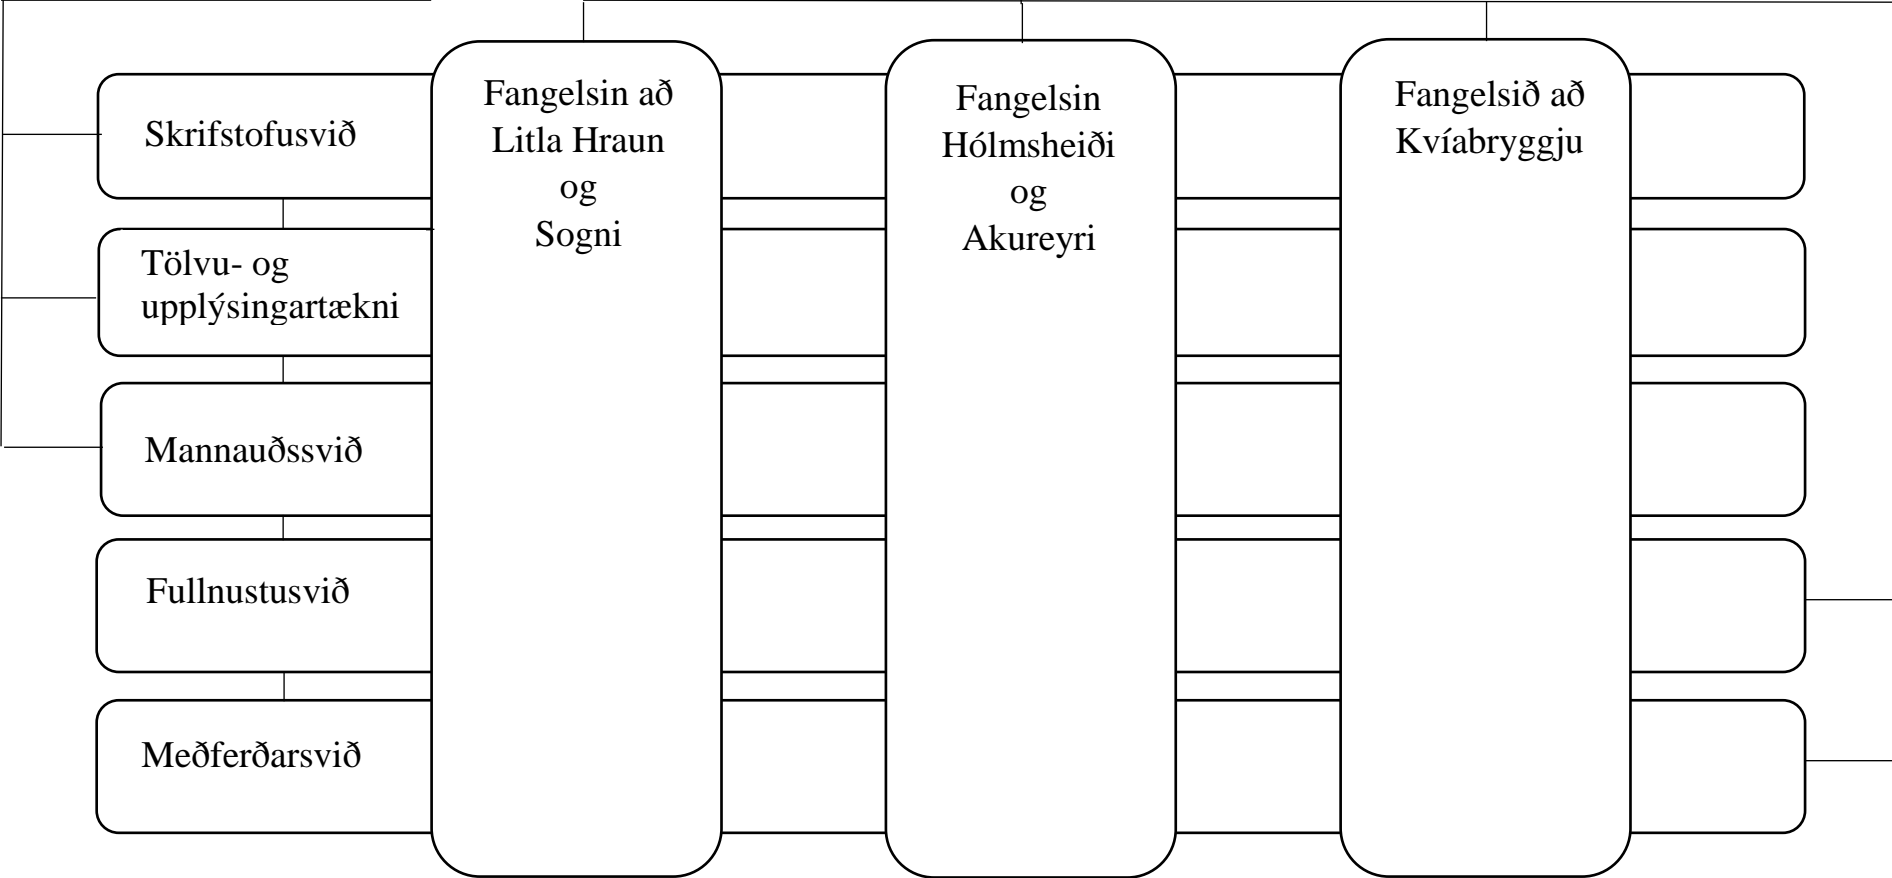 Fangelsin að
Litla Hraun
og
Sogni
Fangelsin
Hólmsheiði
og
Akureyri
Fangelsið að
Kvíabryggju
Skrifstofusvið
Tölvu- og
upplýsingartækni
Mannauðssvið
Fullnustusvið
Meðferðarsvið